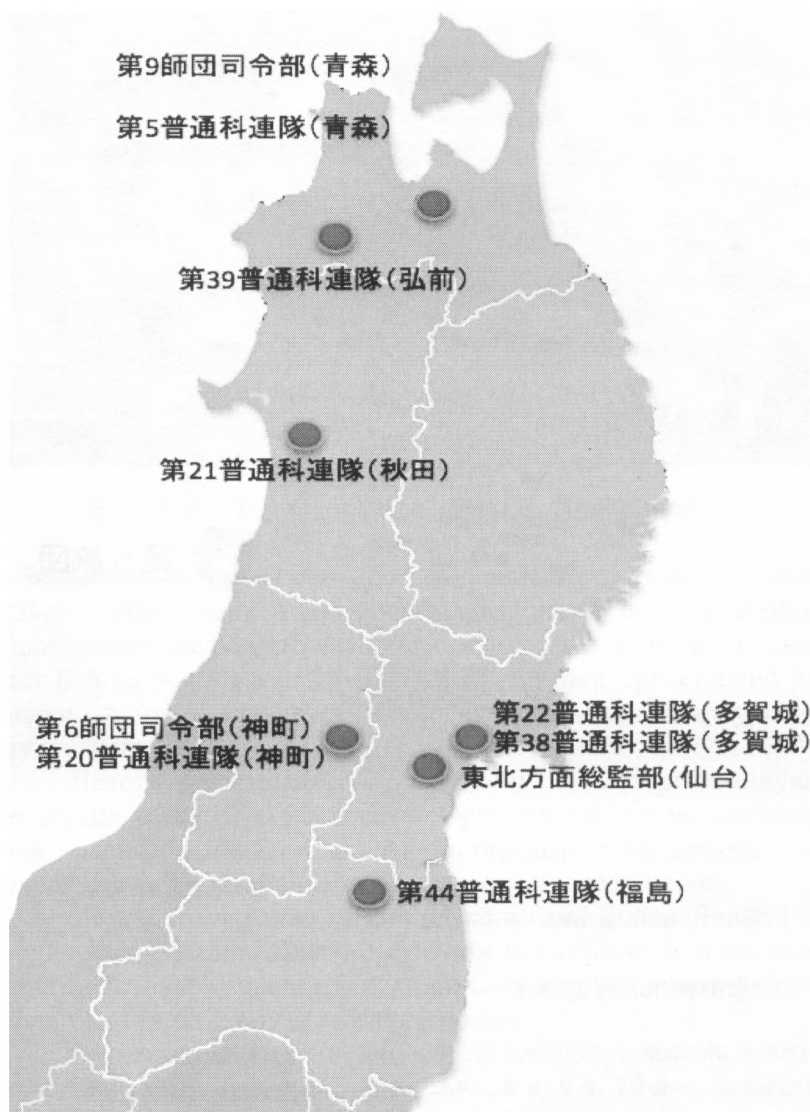 第9師団司令部(青森)
第5普通科連隊(青森)
第39普通科連隊(弘前)
第21普通科連隊(秋田)
第6師団司令部(神町)
第20普通科連隊(神町)
第22普通科連隊(多賀城)
第38普通科連隊(多賀城)
東北方面総監部(仙台)
第44普通科連隊(福島)